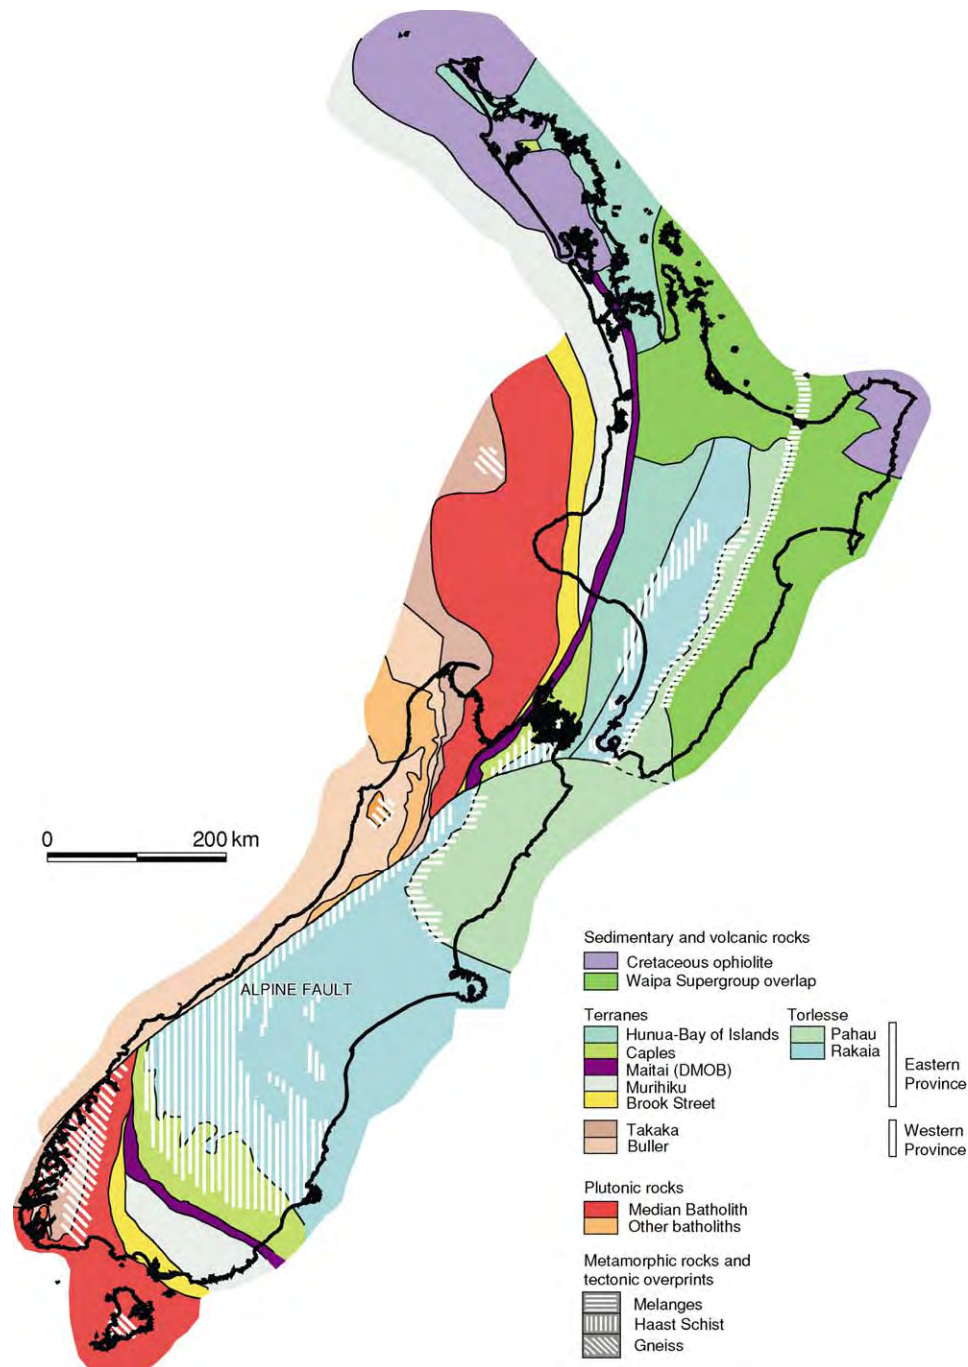 0
200 km
ALPINE FAULT
Sedimentary and volcanic rocks
Cretaceous ophiolite
Waipa Supergroup overlap
Terranes
Hunua-Bay of Islands
Caples
Maitai (DMOB)
Murihiku
Brook Street
Torlesse
Pahau
Rakaia
Eastern
Province
Takaka
Buller
Western
Province
Plutonic rocks
Median Batholith
Other batholiths
Metamorphic rocks and
tectonic overprints
Melanges
Haast Schist
Gneiss